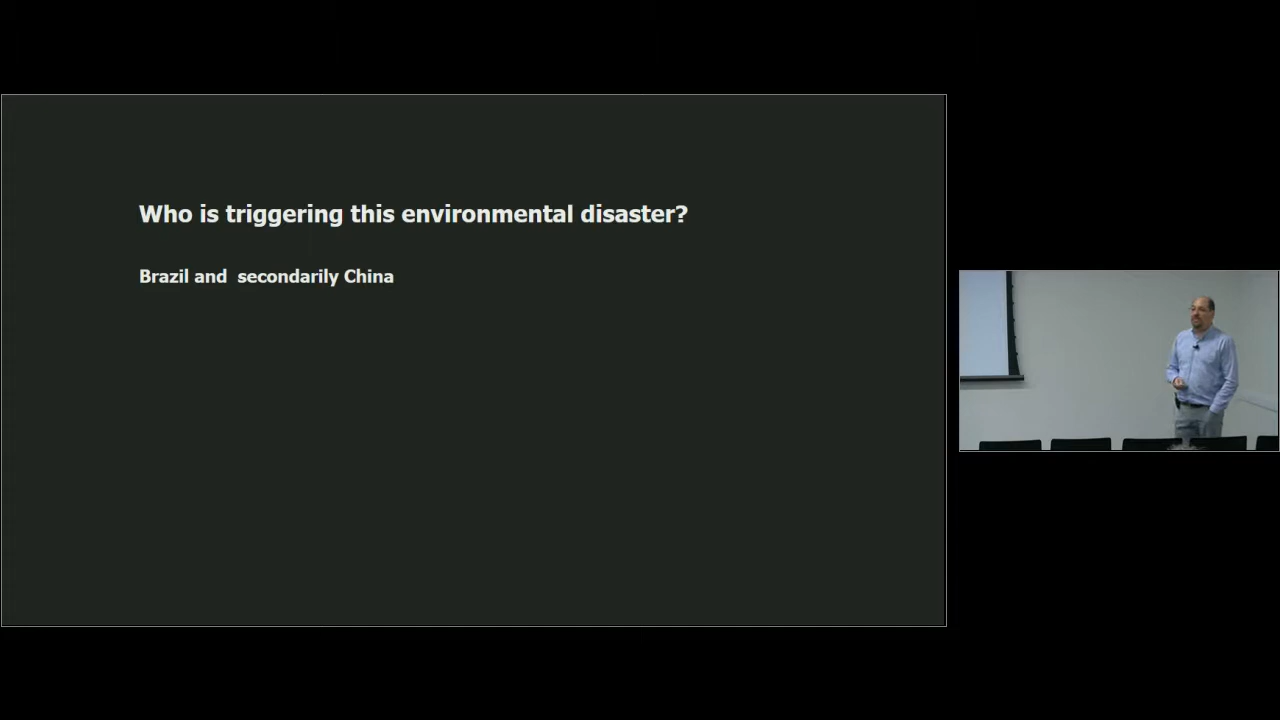 Who is triggering this environmental disaster?
Brazil and  secondarily China